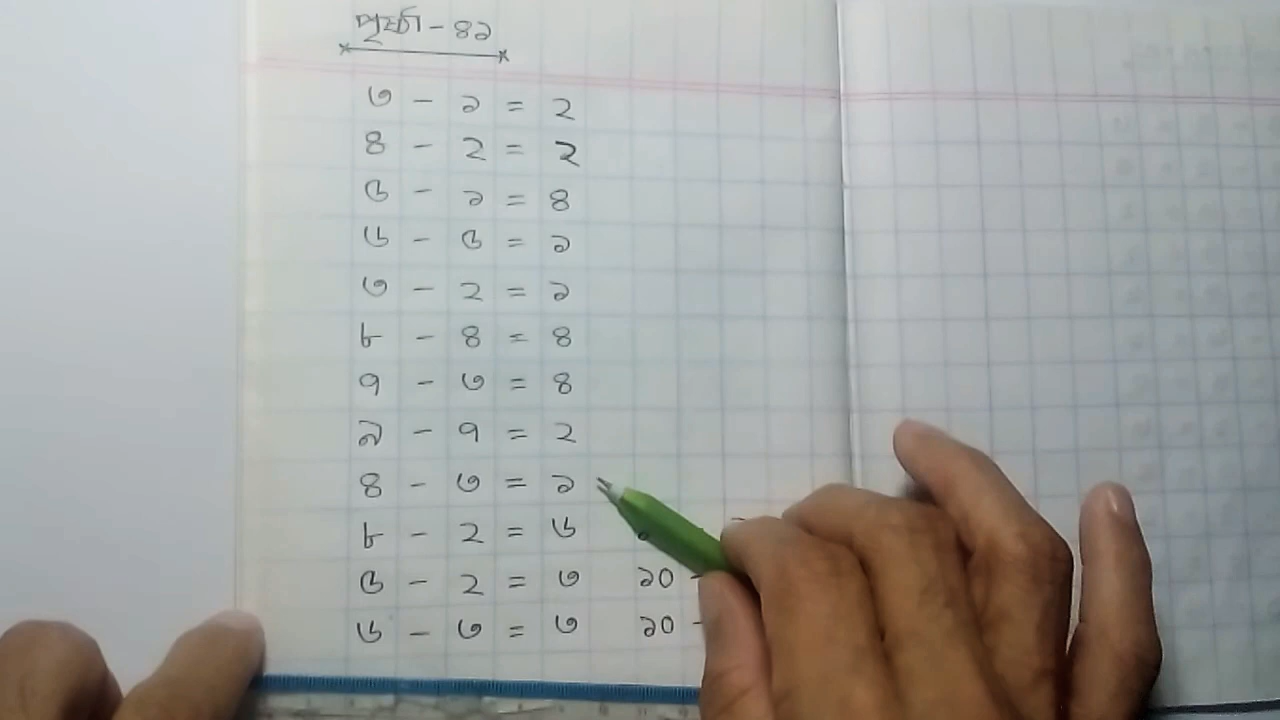 পৃষ্ঠা - ৪১
৩ - ১ = ২
৪ - ২ = ২
৫ - ১ = ৪
৬ - ৫ = ১
৩ - ২ = ১
৮ - ৪ = ৪
৭ - ৩ = ৪
৯ - ৭ = ২
৪ - ৩ = ১
৮ - ২ = ৬
৫ - ২ = ৩ ১০ -
৬ - ৩ = ৩ ১০ -